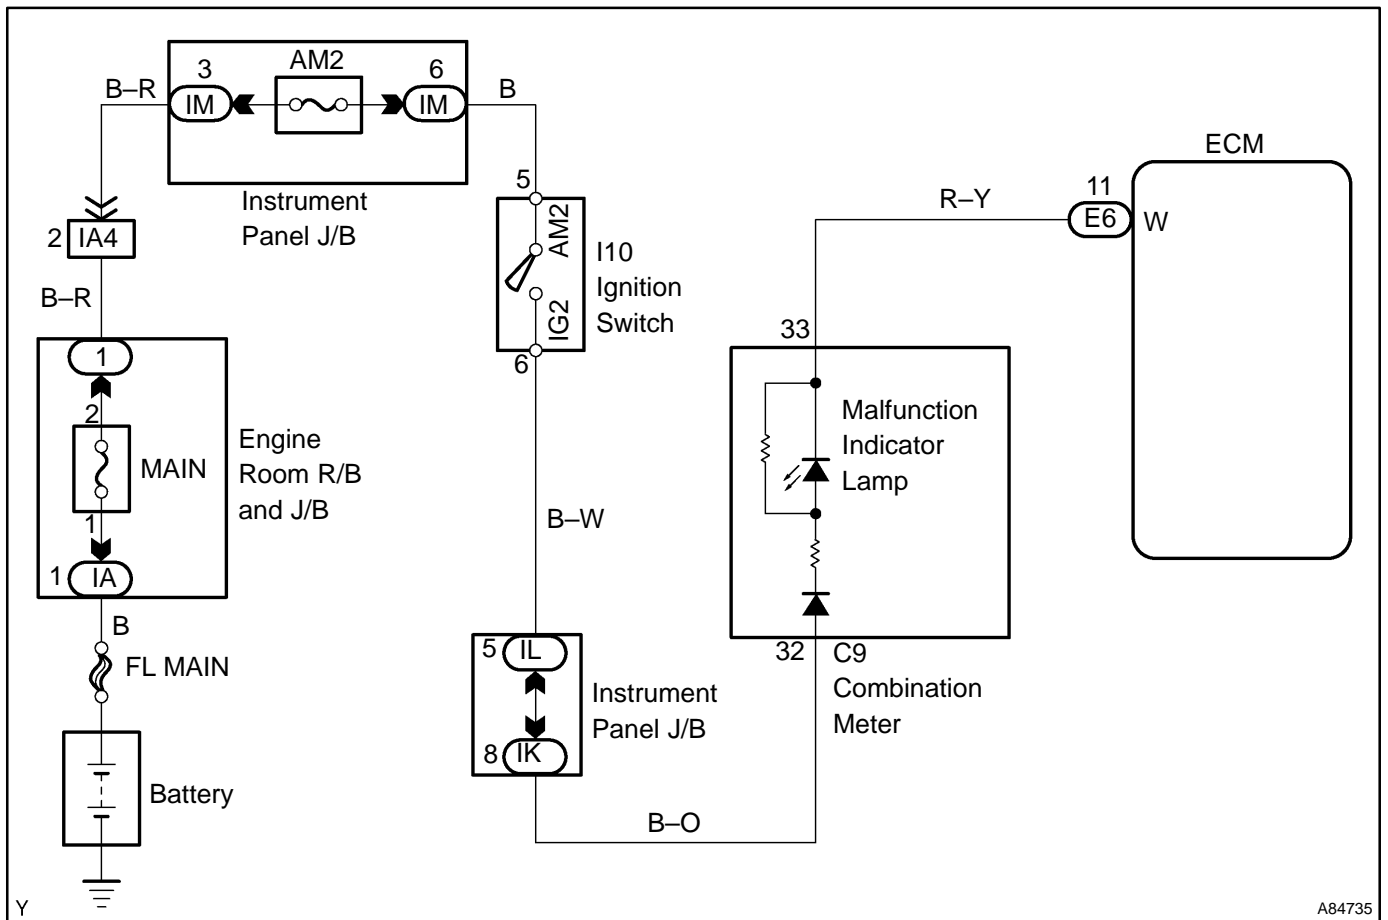 AM2
3
6
IM
IM
B–R
B
Instrument
Panel J/B
ECM
11
E6
W
R–Y
5
AM2
IG2
6
I10
Ignition
Switch
2
IA4
B–R
1
2
MAIN
1
1
IA
Engine
Room R/B
and J/B
B
FL MAIN
Battery
B–W
33
Malfunction
Indicator
Lamp
32
C9
Combination
Meter
5
IL
8
IK
Instrument
Panel J/B
B–O
Y
A84735